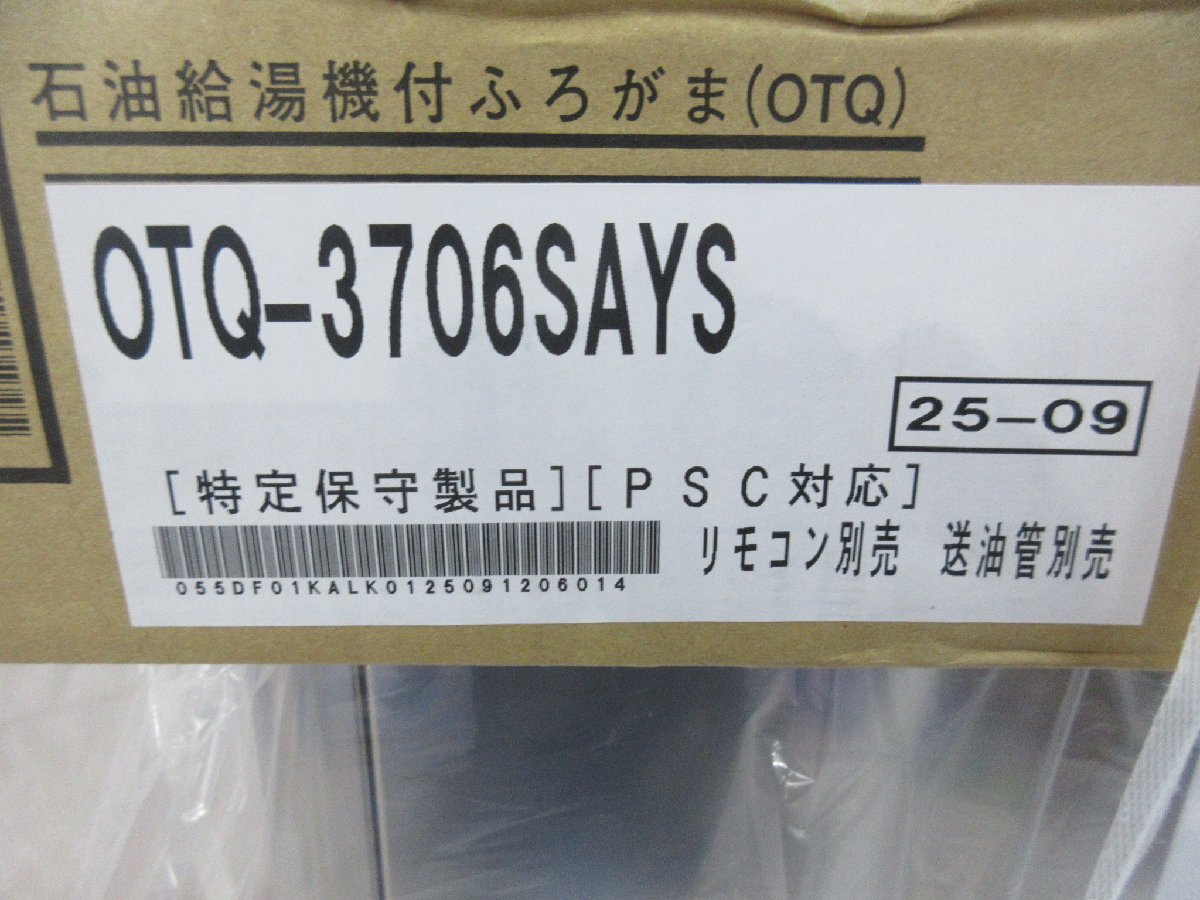 石油給湯機付ふろがま(OTQ)
OTQ-3706SAYS
25-09
[特定保守製品][PSC対応]
リモコン別売 送油管別売
055DF01KALK0125091206014